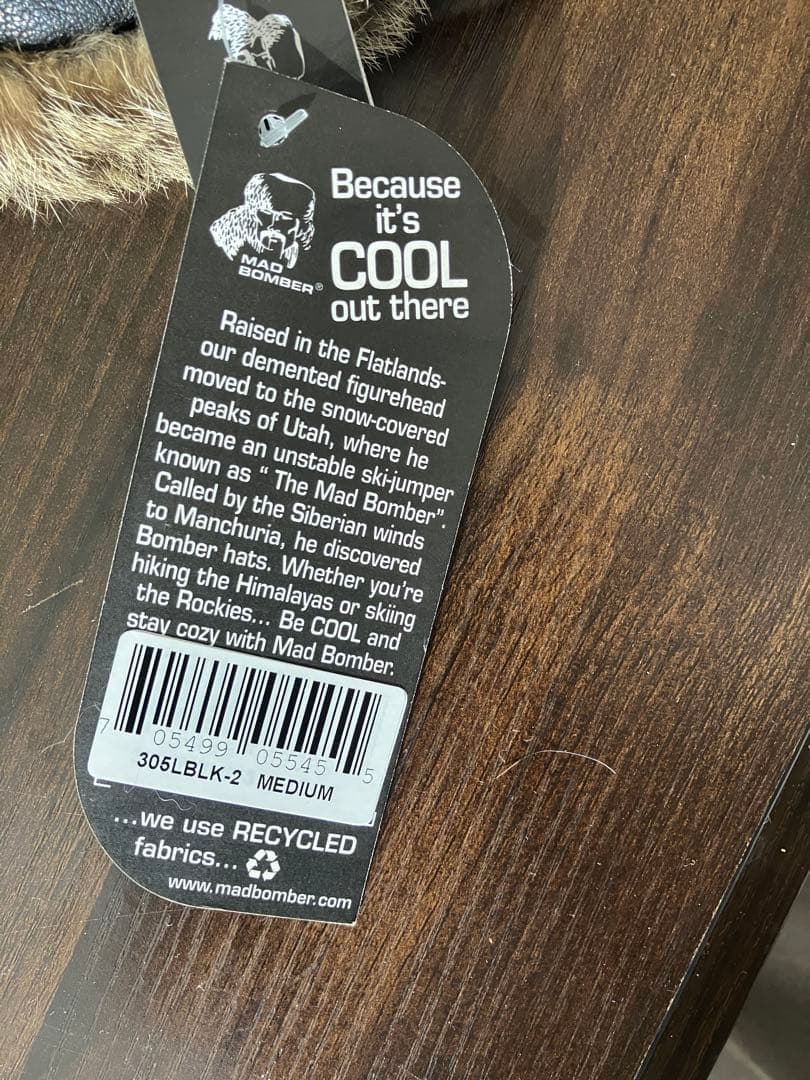 MAD
BOMBER®
Because
it's
COOL
out there
Raised in the Flatlands-
our demented figurehead
moved to the snow-covered
peaks of Utah, where he
became an unstable ski-jumper
known as “ The Mad Bomber”.
Called by the Siberian winds
to Manchuria, he discovered
Bomber hats. Whether you're
hiking the Himalayas or skiing
the Rockies... Be COOL and
stay cozy with Mad Bomber.
7 05499 05545 5
305LBLK-2 MEDIUM
...we use RECYCLED
fabrics...
www.madbomber.com